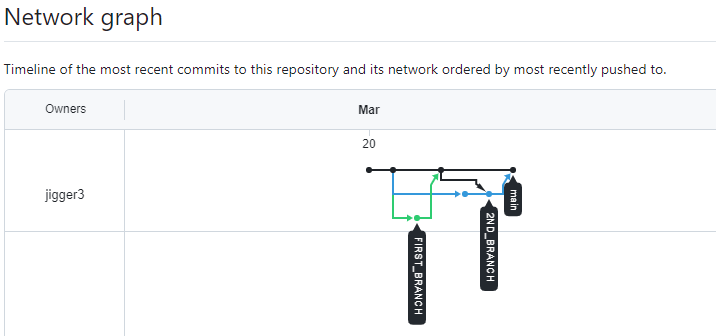 Network graph
Timeline of the most recent commits to this repository and its network ordered by most recently pushed to.
Owners
Mar
20
jigger3
main
2ND_BRANCH
FIRST_BRANCH